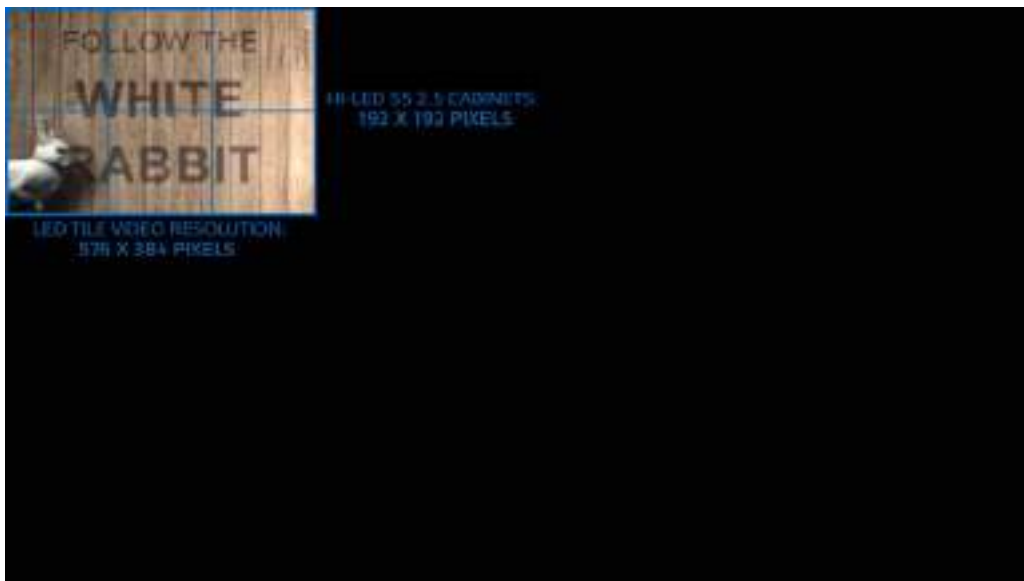 FOLLOW THE
WHITE
RABBIT
HI-LED 55 2.5 CABINETS:
192 X 192 PIXELS
LED TILE VIDEO RESOLUTION:
576 X 384 PIXELS